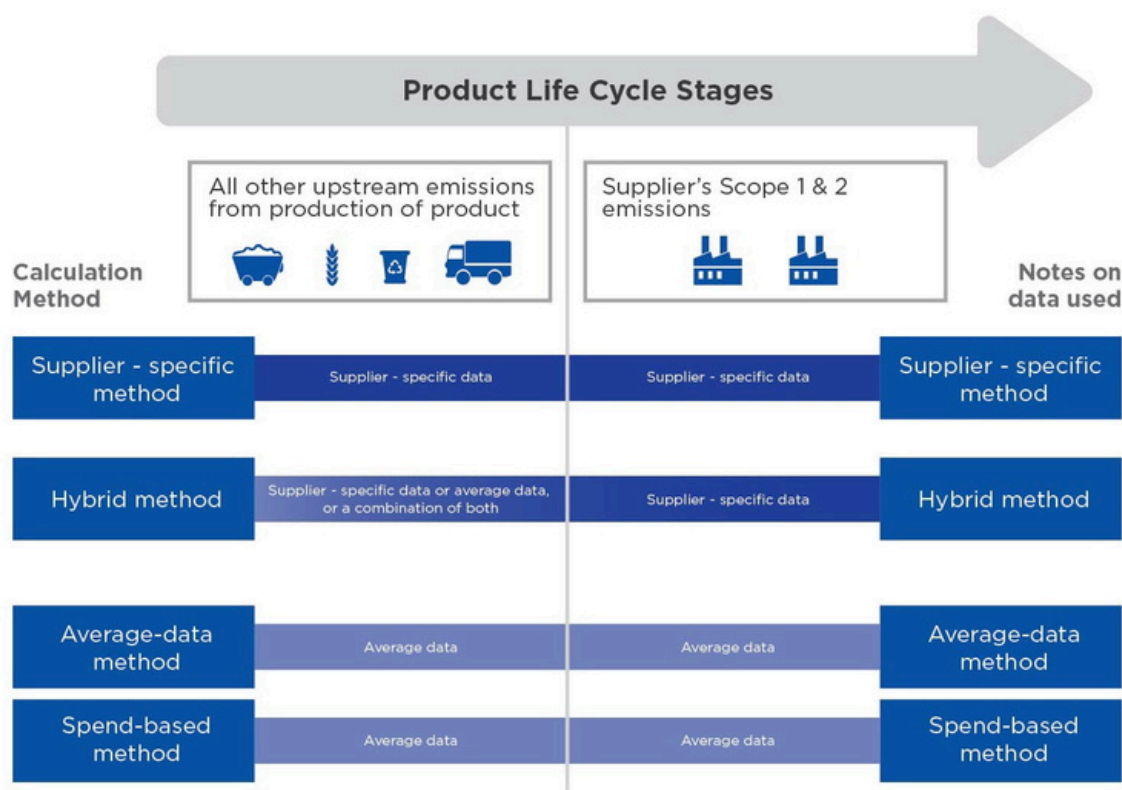 Product Life Cycle Stages
All other upstream emissions
from production of product
Supplier's Scope 1 & 2
emissions
Calculation
Method
Notes on
data used
Supplier - specific
method
Supplier - specific data
Supplier - specific data
Supplier - specific
method
Hybrid method
Supplier - specific data or average data,
or a combination of both
Supplier - specific data
Hybrid method
Average-data
method
Average data
Average data
Average-data
method
Spend-based
method
Average data
Average data
Spend-based
method